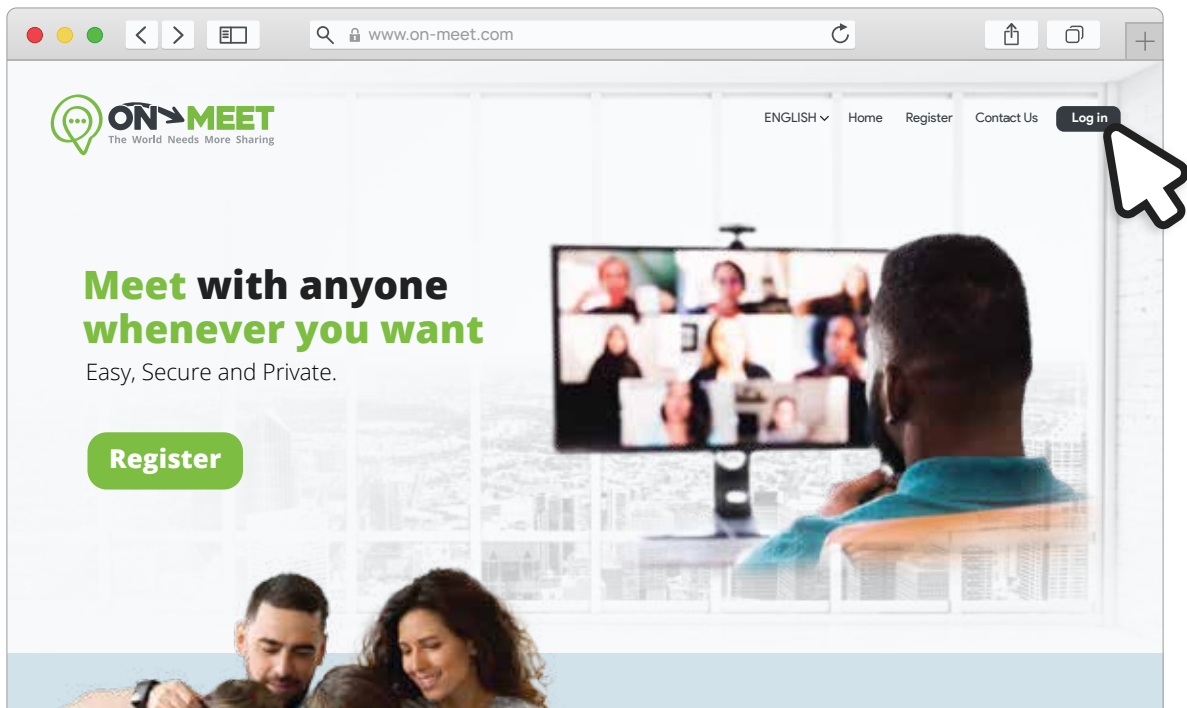 www.on-meet.com
ON MEET
The World Needs More Sharing
ENGLISH Home Register Contact Us Log in
Meet with anyone
whenever you want
Easy, Secure and Private.
Register